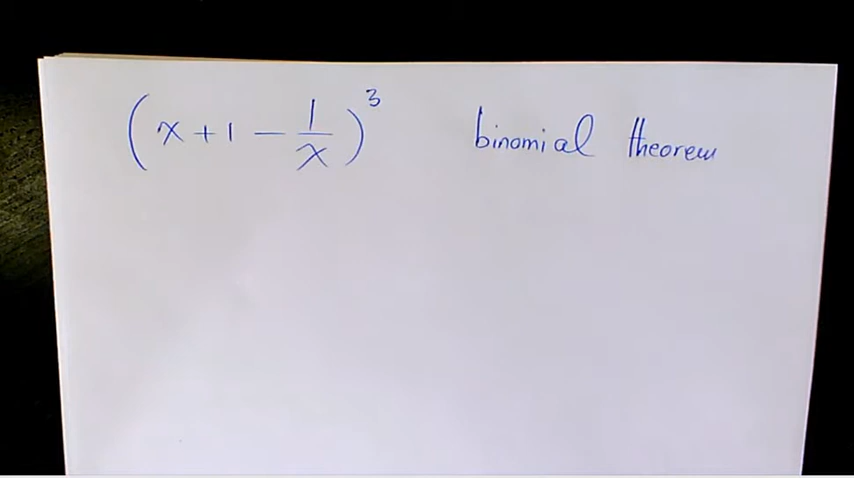 (x + 1 - 1/x)^3 binomial theorem